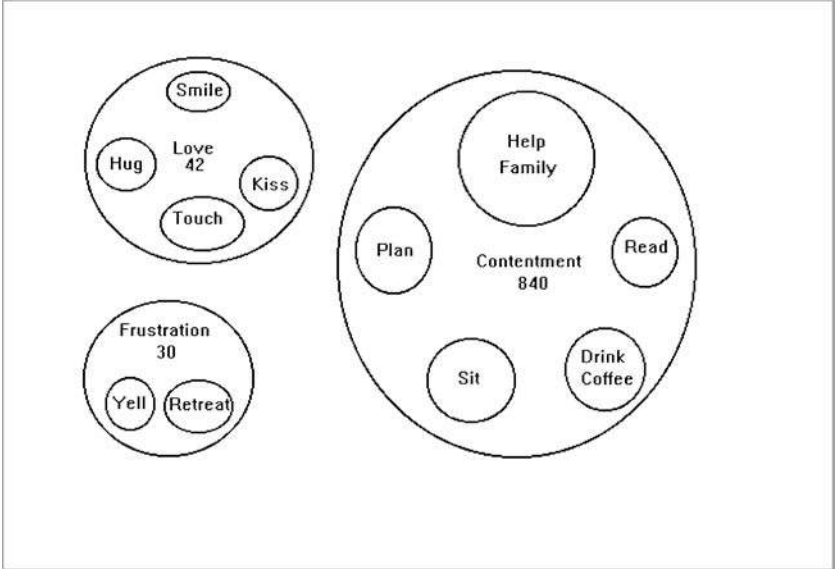 Smile
Love
42
Hug
Kiss
Touch
Frustration
30
Yell
Retreat
Help
Family
Plan
Contentment
840
Read
Sit
Drink
Coffee